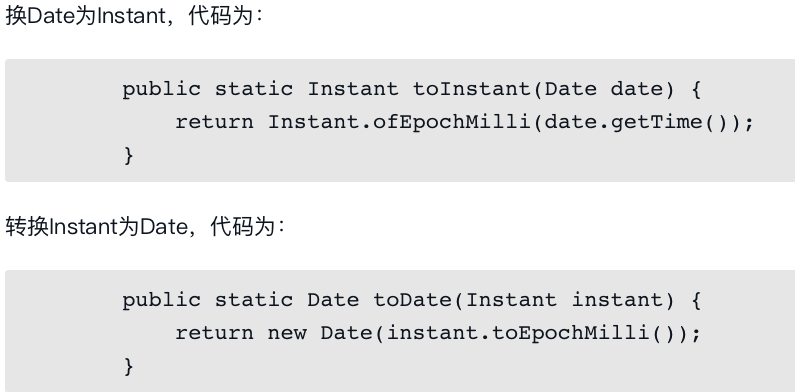 换Date为Instant，代码为：
public static Instant toInstant(Date date) {
return Instant.ofEpochMilli(date.getTime());
}
转换Instant为Date，代码为：
public static Date toDate(Instant instant) {
return new Date(instant.toEpochMilli());
}